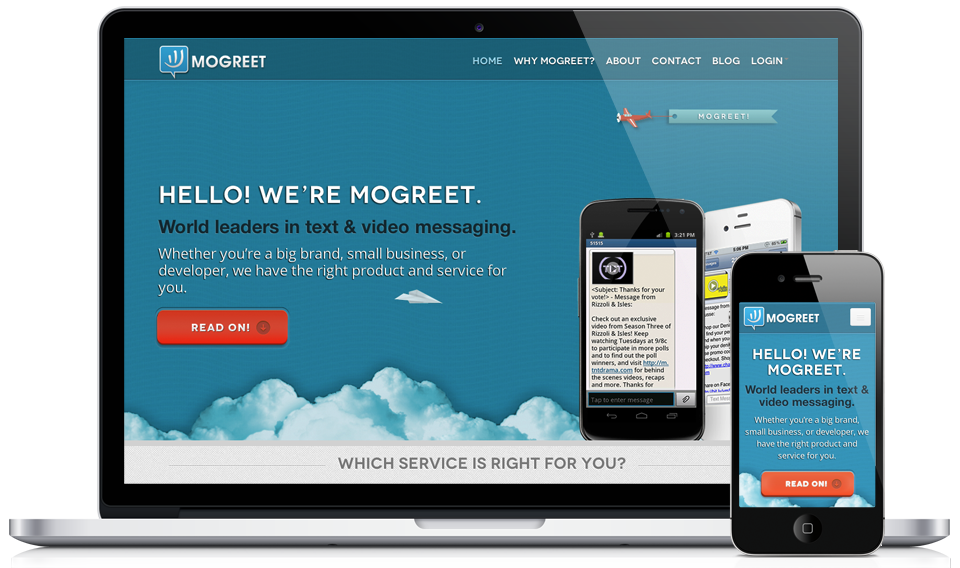 MOGREET
HOME WHY MOGREET? ABOUT CONTACT BLOG LOGIN
MOGREET!
HELLO! WE'RE MOGREET.
World leaders in text & video messaging.
Whether you're a big brand, small business, or
developer, we have the right product and service for
you.
READ ON!
3:21 PM
51515
TNT
<Subject: Thanks for your
vote!> - Message from
Rizzoli & Isles:
Check out an exclusive
video from Season Three of
Rizzoli & Isles! Keep
watching Tuesdays at 9/8c
to participate in more polls
and to find out the poll
winners, and visit http://m.
tntdrama.com for behind
the scenes videos, recaps
and more. Thanks for
Tap to enter message
5:06 PM
WHICH SERVICE IS RIGHT FOR YOU?
MOGREET
HELLO! WE'RE
MOGREET.
World leaders in text &
video messaging.
Whether you're a big brand,
small business, or developer, we
have the right product and
service for you.
READ ON!